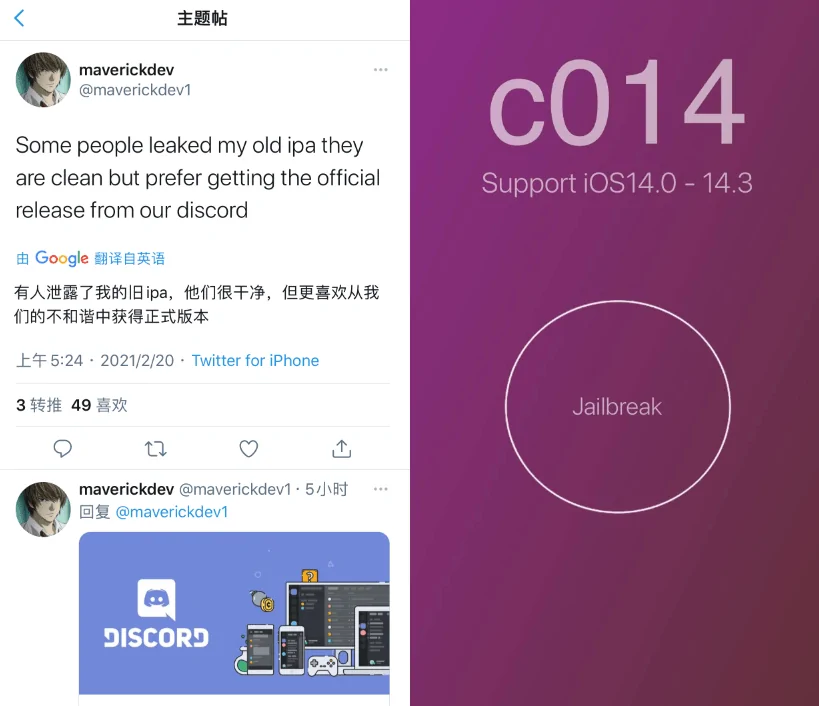 主题帖
maverickdev
@maverickdev1
Some people leaked my old ipa they
are clean but prefer getting the official
release from our discord
由 Google 翻译自英语
有人泄露了我的旧ipa，他们很干净，但更喜欢从我
们的不和谐中获得正式版本
上午 5:24 · 2021/2/20 · Twitter for iPhone
3 转推 49 喜欢
maverickdev @maverickdev1 · 5小时
回复 @maverickdev1
DISCORD
c014
Support iOS14.0 - 14.3
Jailbreak